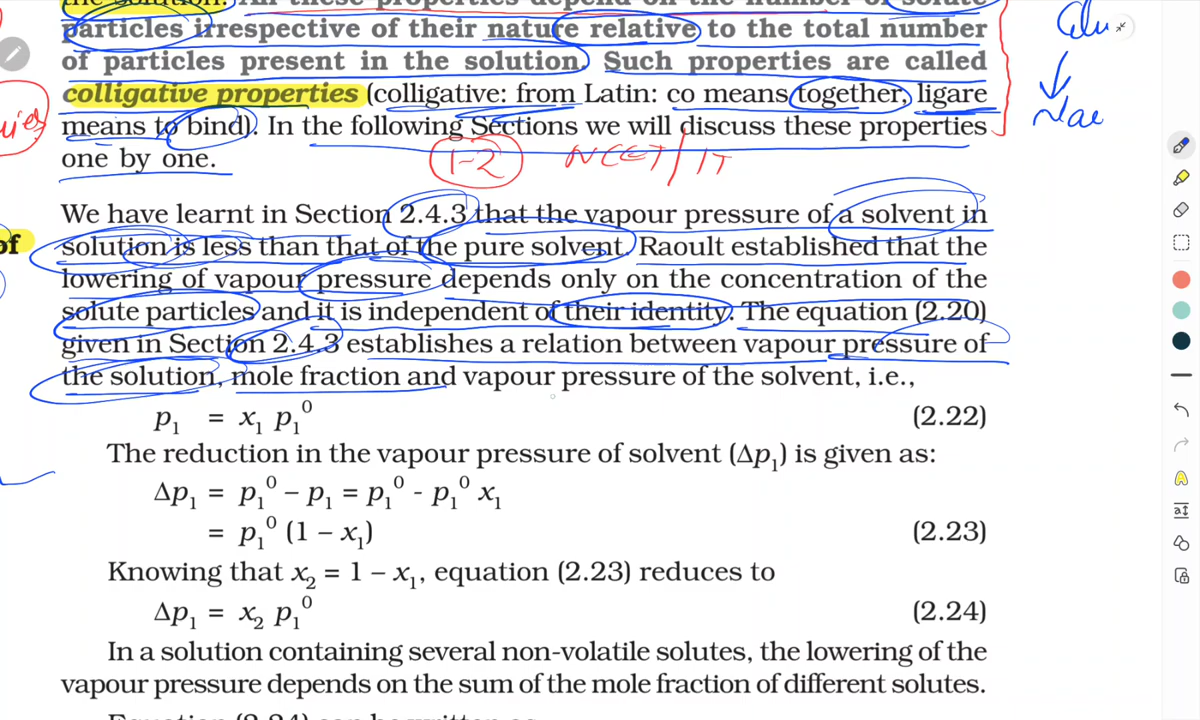 particles irrespective of their nature relative to the total number
of particles present in the solution. Such properties are called
colligative properties (colligative: from Latin: co means together, ligare
means to bind). In the following Sections we will discuss these properties
one by one.
1-2 NEET/IIT
We have learnt in Section 2.4.3 that the vapour pressure of a solvent in
solution is less than that of the pure solvent. Raoult established that the
lowering of vapour pressure depends only on the concentration of the
solute particles and it is independent of their identity. The equation (2.20)
given in Section 2.4.3 establishes a relation between vapour pressure of
the solution, mole fraction and vapour pressure of the solvent, i.e.,
p₁ = x₁ p₁⁰ (2.22)
The reduction in the vapour pressure of solvent (Δp₁) is given as:
Δp₁ = p₁⁰ – p₁ = p₁⁰ - p₁⁰ x₁
= p₁⁰ (1 – x₁) (2.23)
Knowing that x₂ = 1 – x₁, equation (2.23) reduces to
Δp₁ = x₂ p₁⁰ (2.24)
In a solution containing several non-volatile solutes, the lowering of the
vapour pressure depends on the sum of the mole fraction of different solutes.